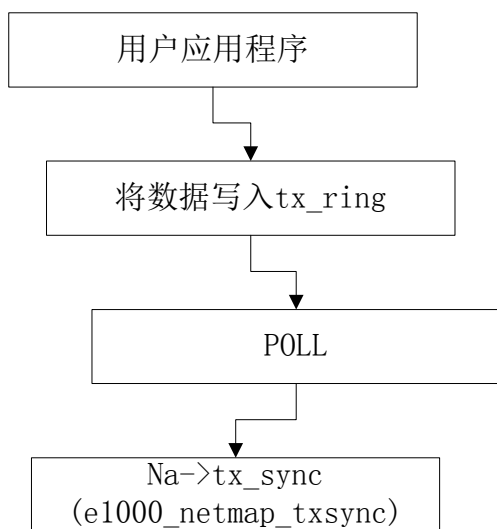 用户应用程序
将数据写入tx_ring
POLL
Na->tx_sync
(e1000_netmap_txsync)